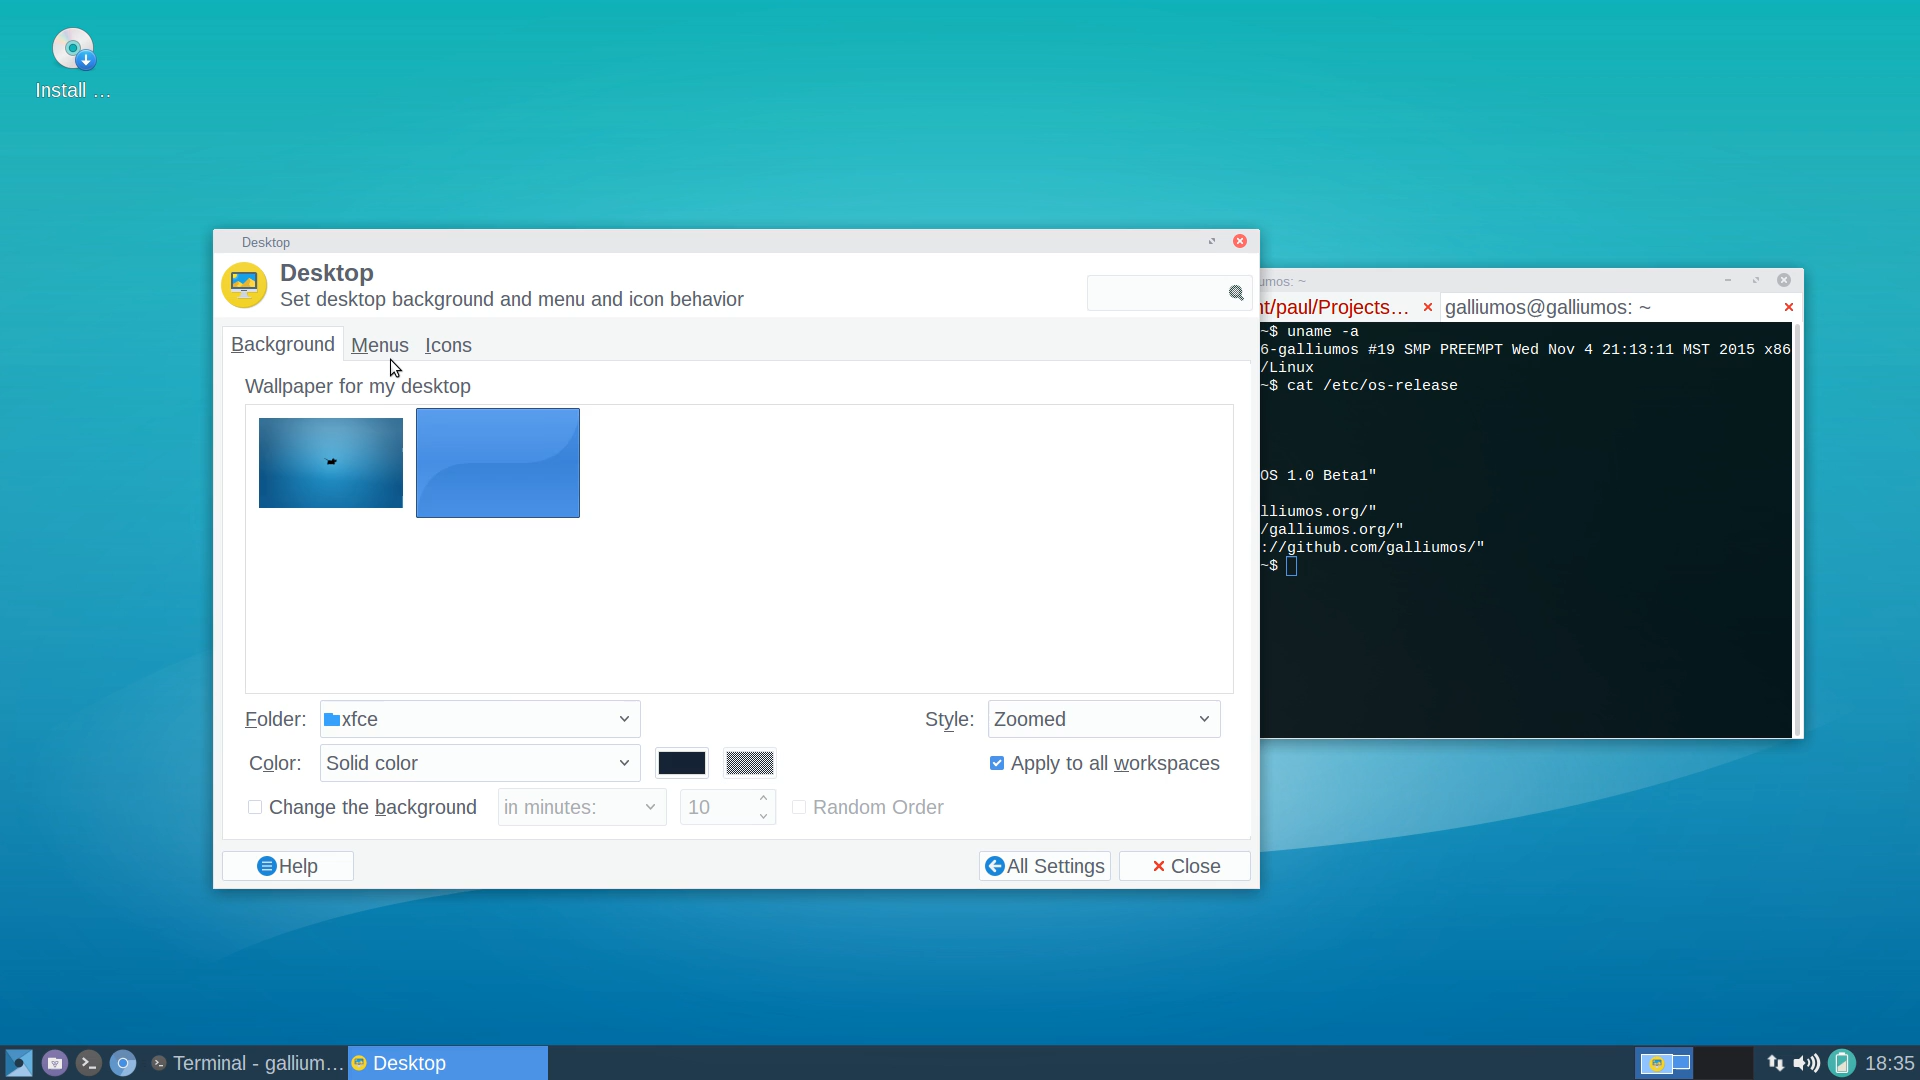 Install ...
Desktop
Desktop
Set desktop background and menu and icon behavior
Background
Menus
Icons
Wallpaper for my desktop
Folder:
xfce
Style:
Zoomed
Color:
Solid color
Apply to all workspaces
Change the background
in minutes:
10
Random Order
Help
All Settings
Close
umos: ~
nt/paul/Projects...
galliumos@galliumos: ~
~$ uname -a
6-galliumos #19 SMP PREEMPT Wed Nov 4 21:13:11 MST 2015 x86
/Linux
~$ cat /etc/os-release
OS 1.0 Beta1"
lliumos.org/"
/galliumos.org/"
://github.com/galliumos/"
~$
Terminal - gallium...
Desktop
18:35